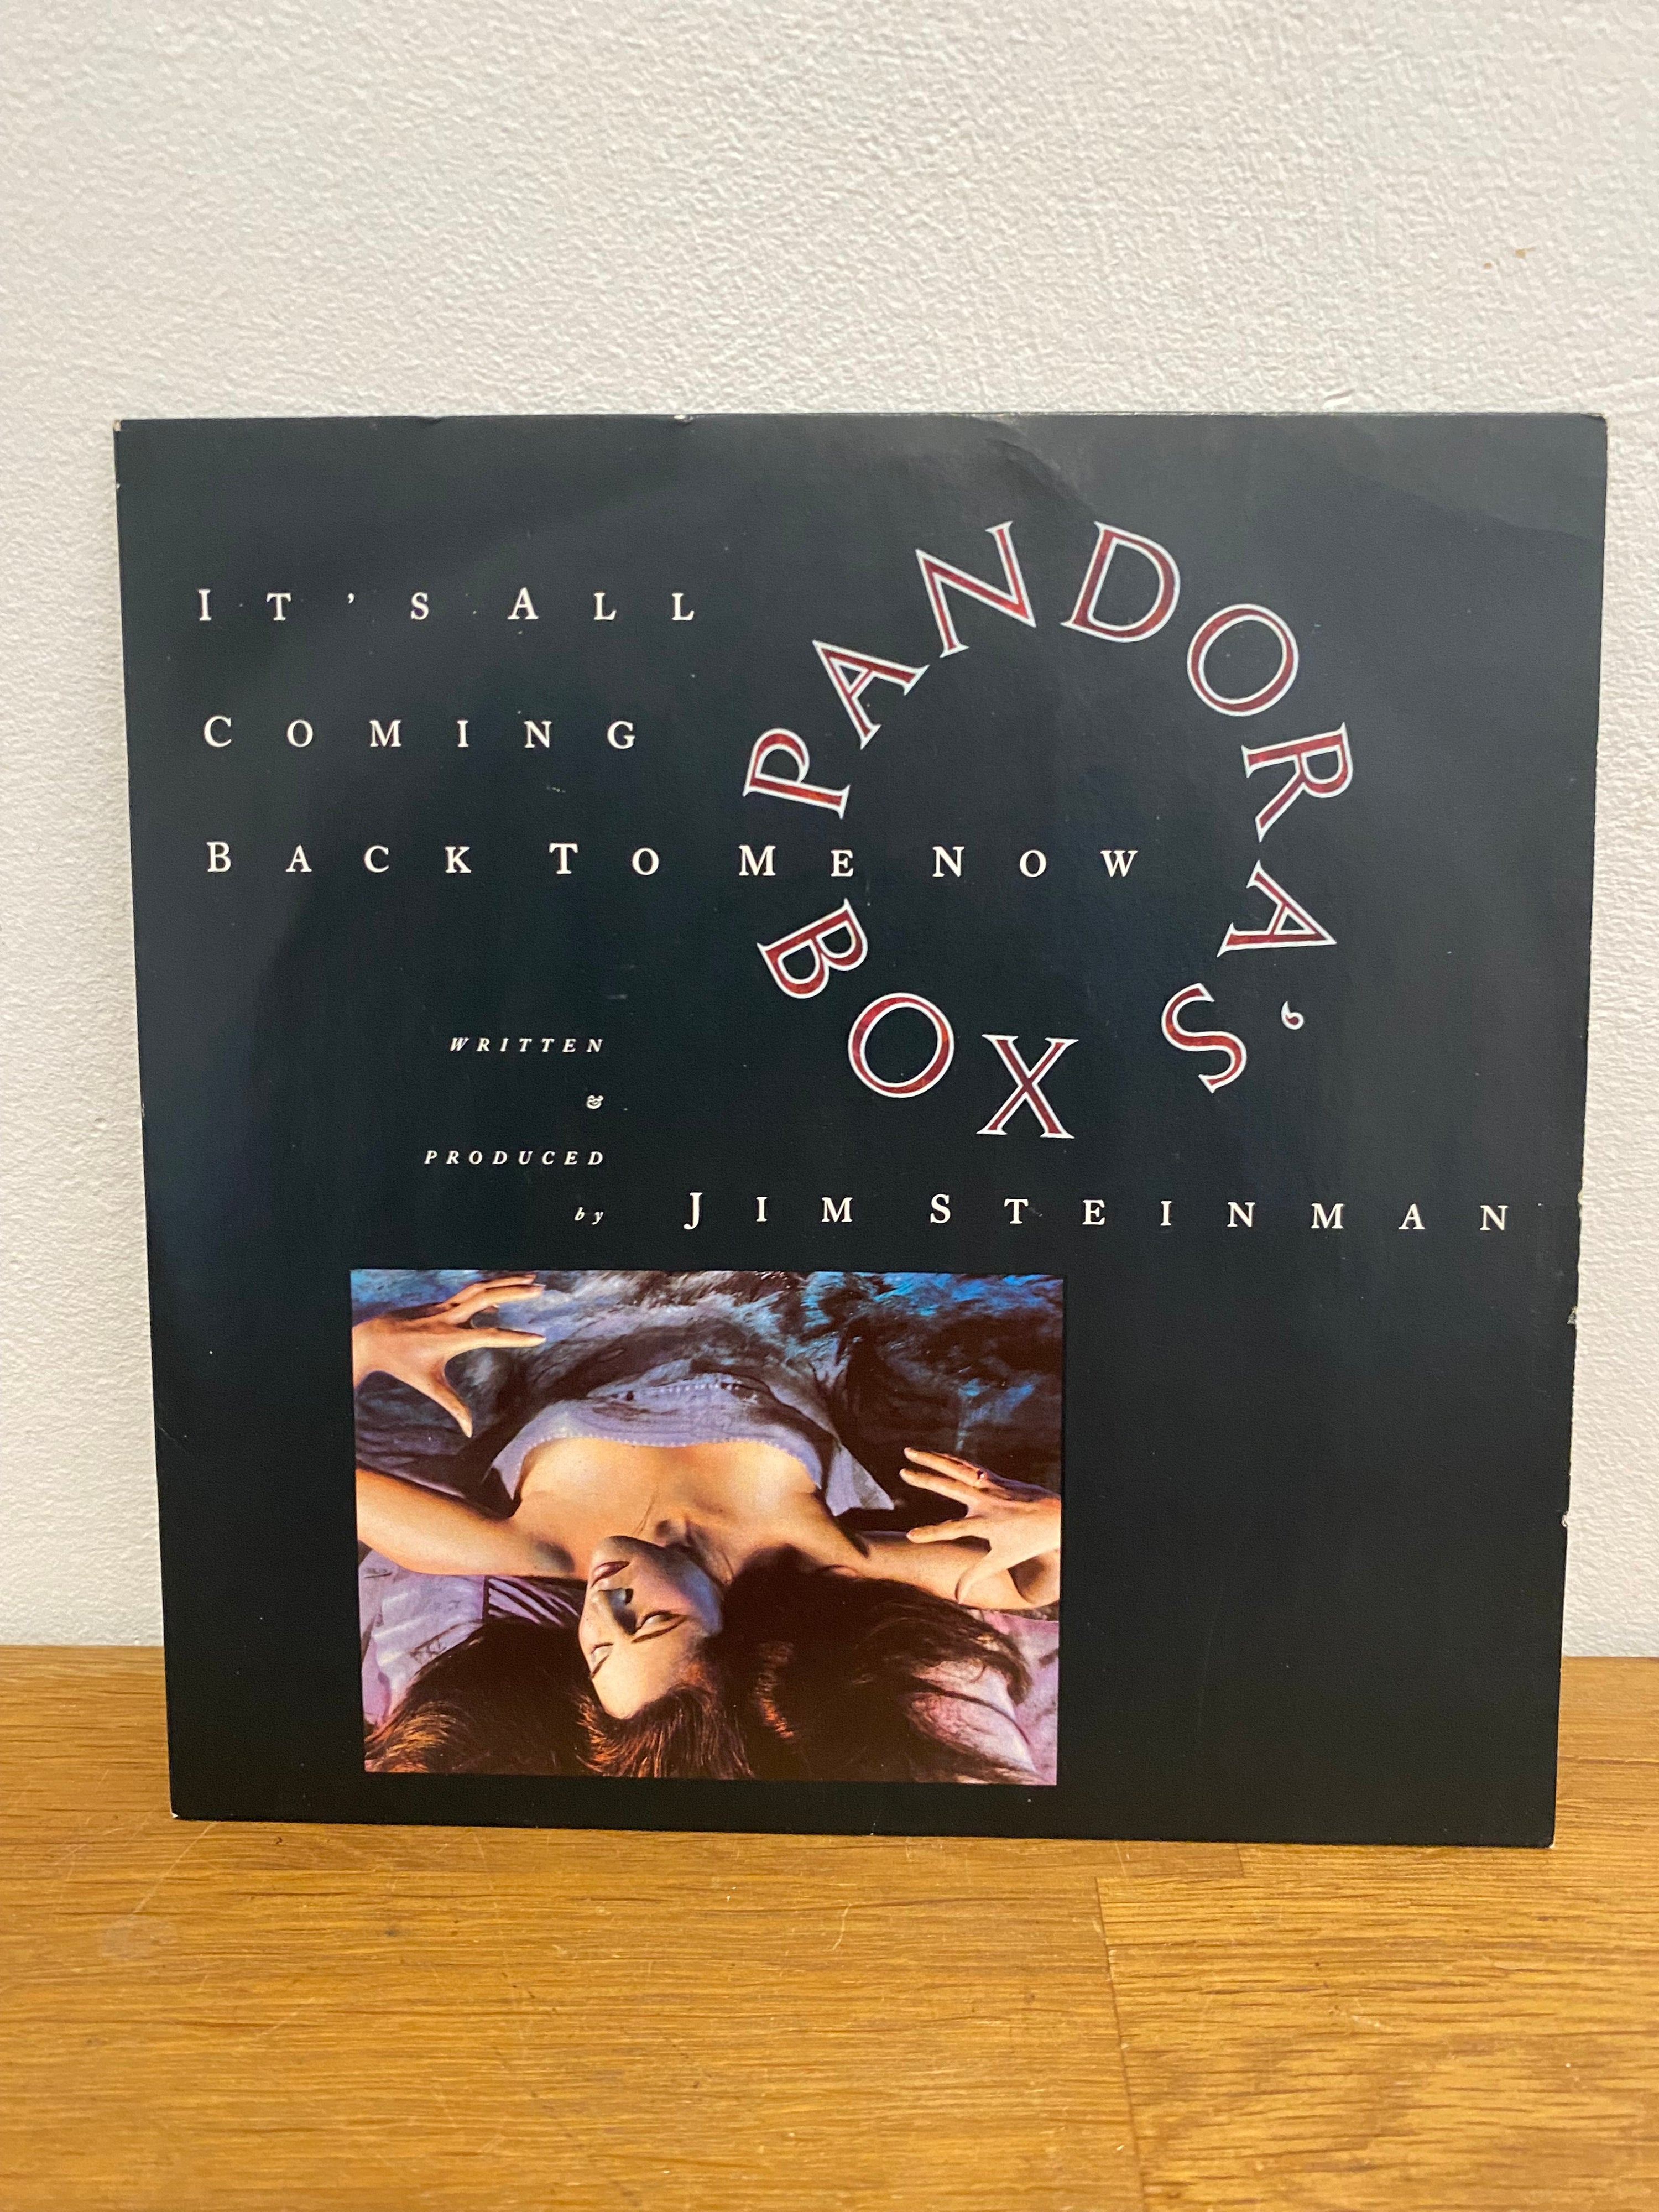 It's All
Coming
Back To Me Now
PANDORA'S BOX
WRITTEN
&
PRODUCED
by Jim Steinman